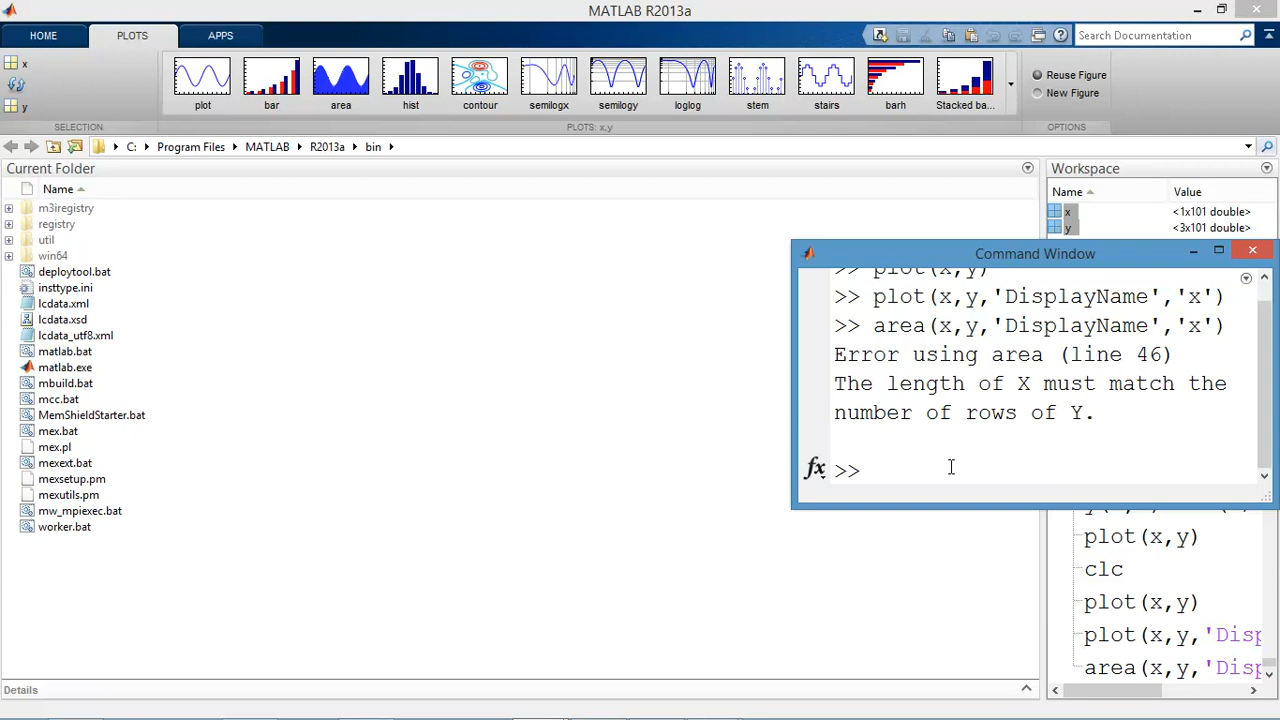 MATLAB R2013a
HOME
PLOTS
APPS
Search Documentation
x
y
plot
bar
area
hist
contour
semilogx
semilogy
loglog
stem
stairs
barh
Stacked ba...
Reuse Figure
New Figure
SELECTION
PLOTS: x,y
OPTIONS
C: Program Files MATLAB R2013a bin
Current Folder
Name
m3iregistry
registry
util
win64
deploytool.bat
insttype.ini
lcdata.xml
lcdata.xsd
lcdata_utf8.xml
matlab.bat
matlab.exe
mbuild.bat
mcc.bat
MemShieldStarter.bat
mex.bat
mex.pl
mexext.bat
mexsetup.pm
mexutils.pm
mw_mpiexec.bat
worker.bat
Details
Workspace
Name Value
x <1x101 double>
y <3x101 double>
Command Window
>> plot(x,y)
>> plot(x,y,'DisplayName','x')
>> area(x,y,'DisplayName','x')
Error using area (line 46)
The length of X must match the
number of rows of Y.
fx >>
plot(x,y)
clc
plot(x,y)
plot(x,y,'Disp
area(x,y,'Disp